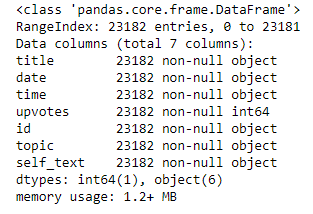 <class 'pandas.core.frame.DataFrame'>
RangeIndex: 23182 entries, 0 to 23181
Data columns (total 7 columns):
title 23182 non-null object
date 23182 non-null object
time 23182 non-null object
upvotes 23182 non-null int64
id 23182 non-null object
topic 23182 non-null object
self_text 23182 non-null object
dtypes: int64(1), object(6)
memory usage: 1.2+ MB